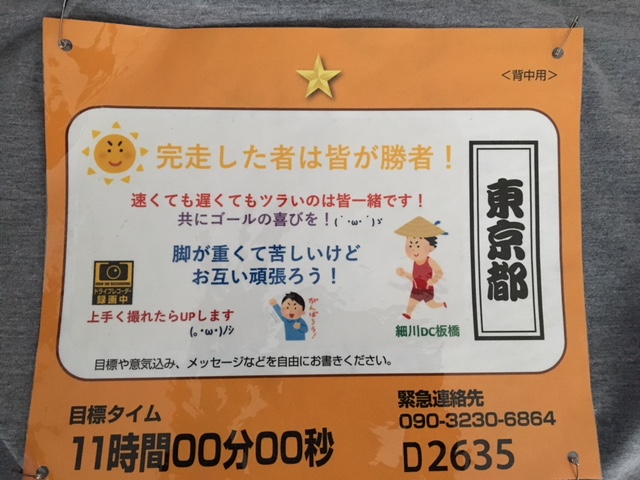 <背中用>
完走した者は皆が勝者！
速くても遅くてもツラいのは皆一緒です！
共にゴールの喜びを！(｀･ω･´)ゞ
脚が重くて苦しいけど
お互い頑張ろう！
東京都
ドライブレコーダー
録画中
上手く撮れたらUPします
(｡･ω･)ﾉｼ
がんばろう！
細川DC板橋
目標や意気込み、メッセージなどを自由にお書きください。
目標タイム
11時間00分00秒
緊急連絡先
090-3230-6864
D2635